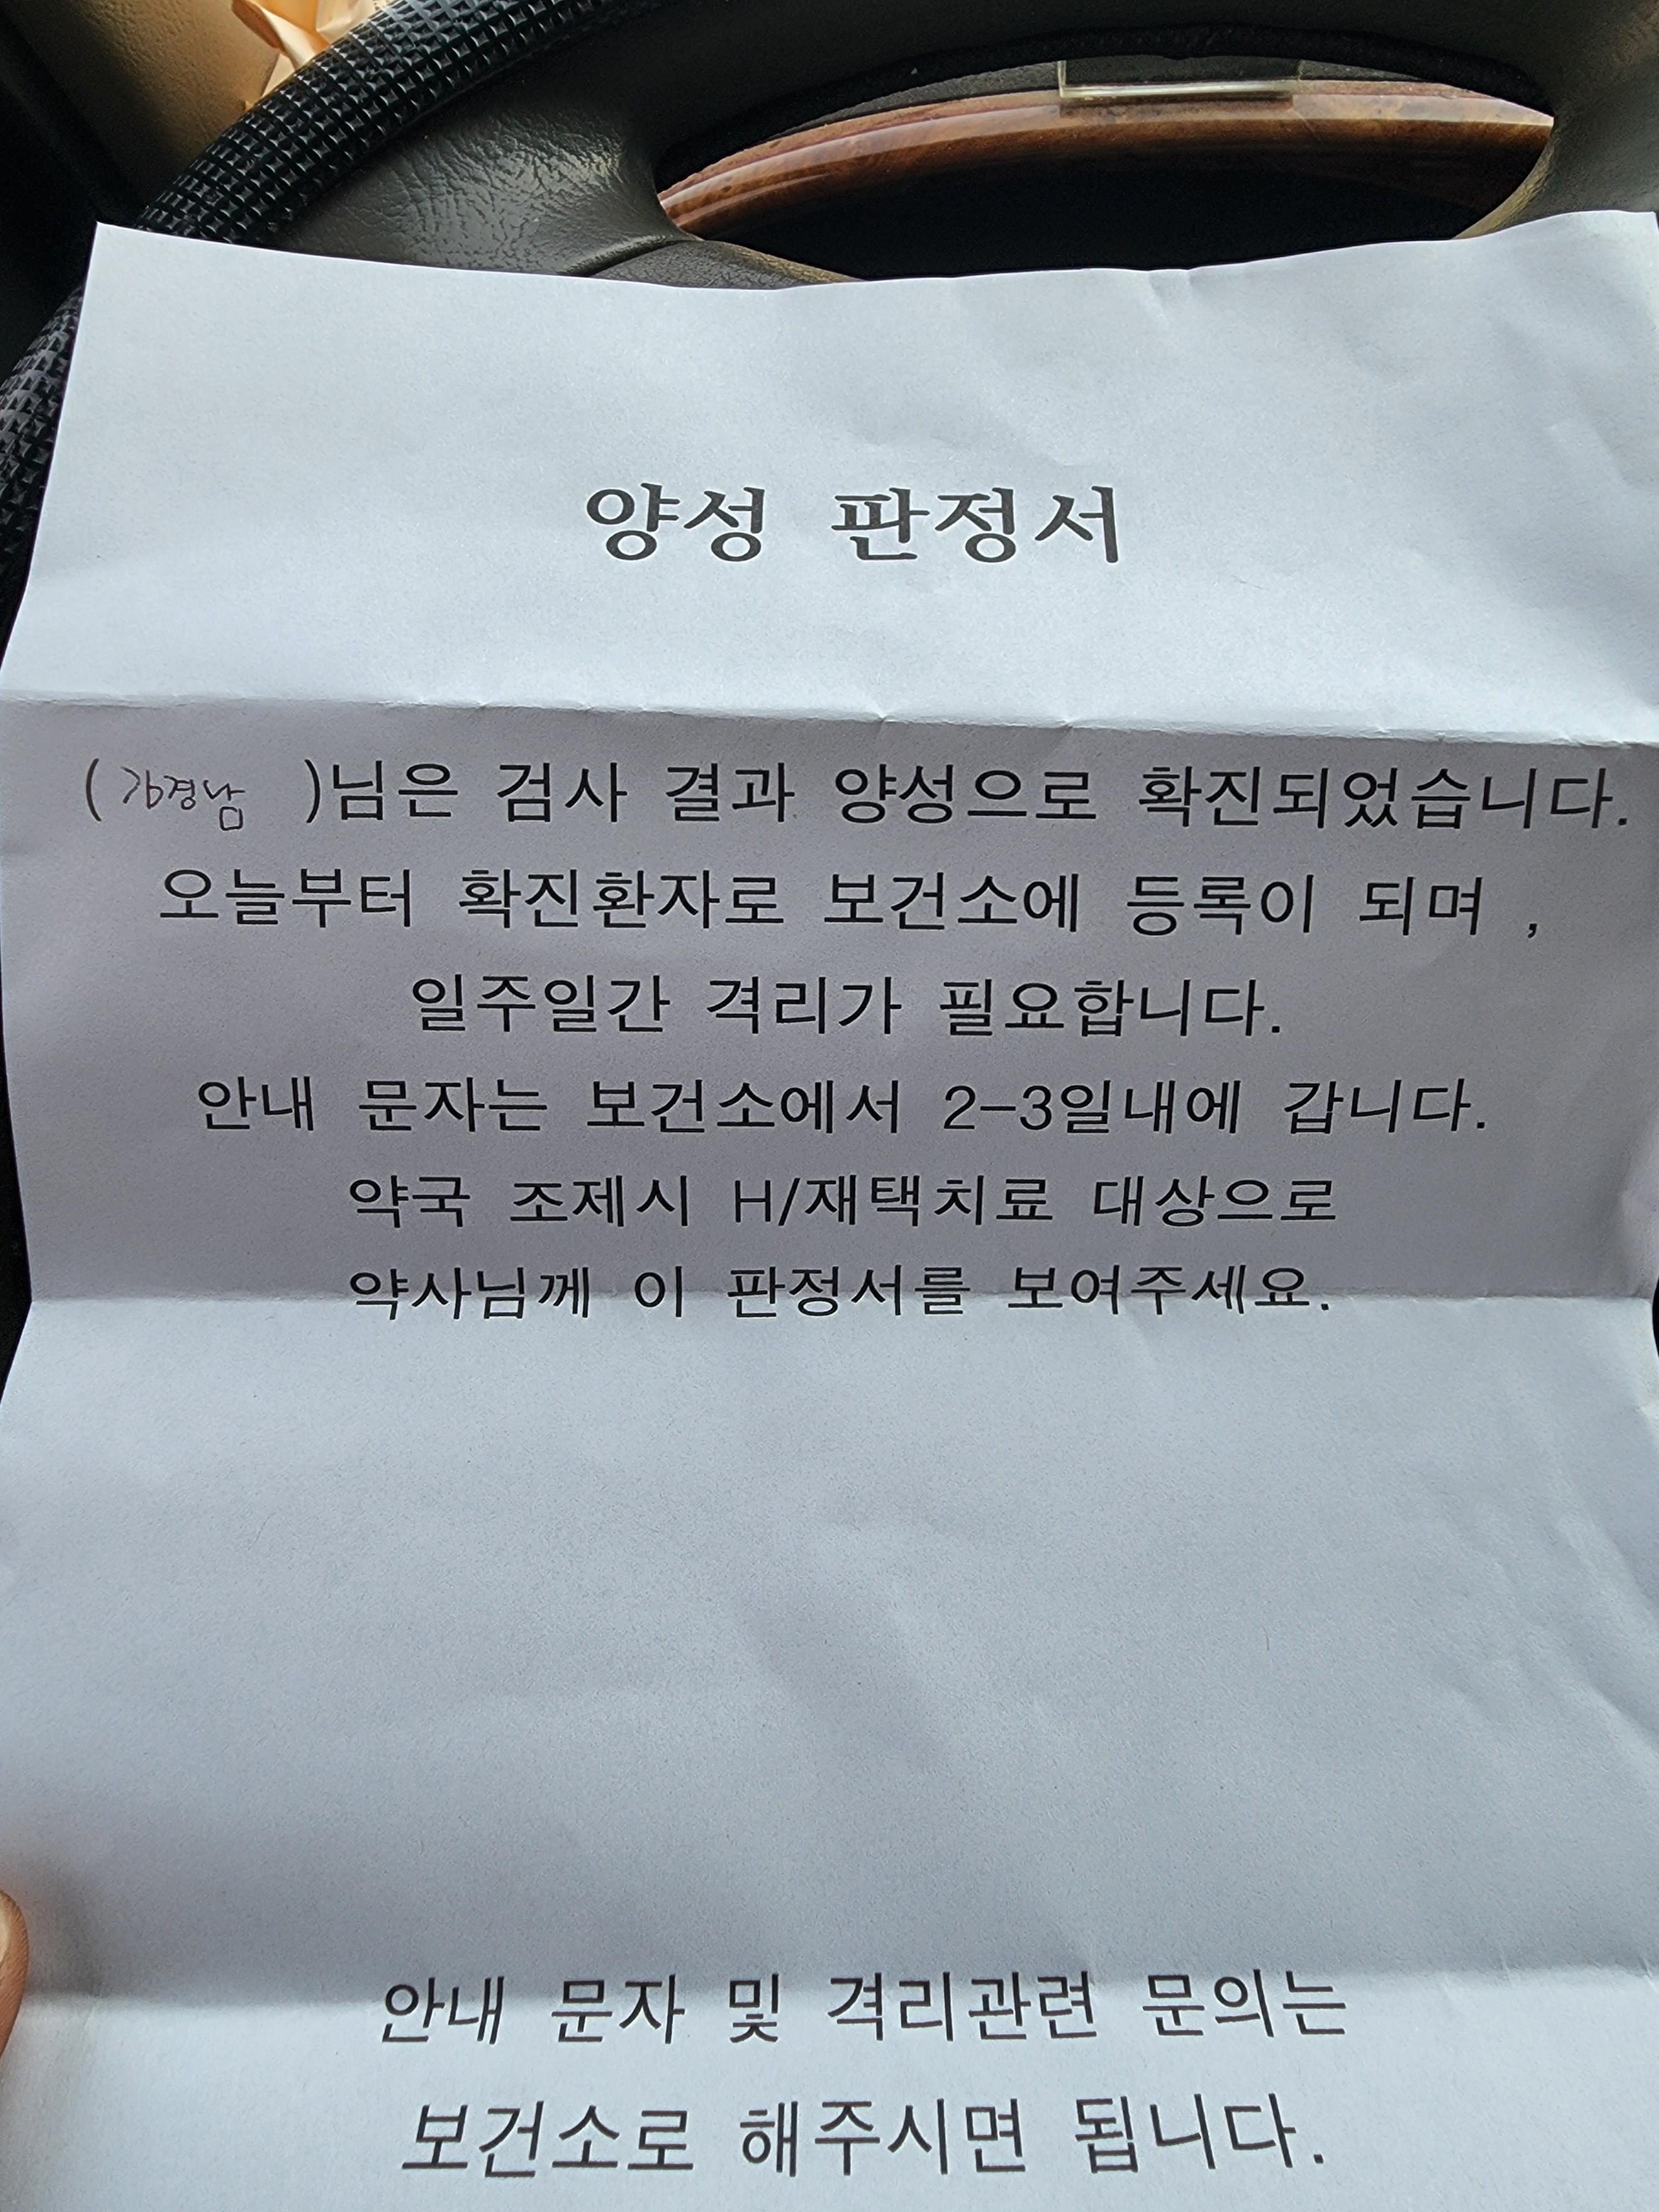 양성 판정서
( 강경남 )님은 검사 결과 양성으로 확진되었습니다.
오늘부터 확진환자로 보건소에 등록이 되며 ,
일주일간 격리가 필요합니다.
안내 문자는 보건소에서 2-3일내에 갑니다.
약국 조제시 H/재택치료 대상으로
약사님께 이 판정서를 보여주세요.
안내 문자 및 격리관련 문의는
보건소로 해주시면 됩니다.